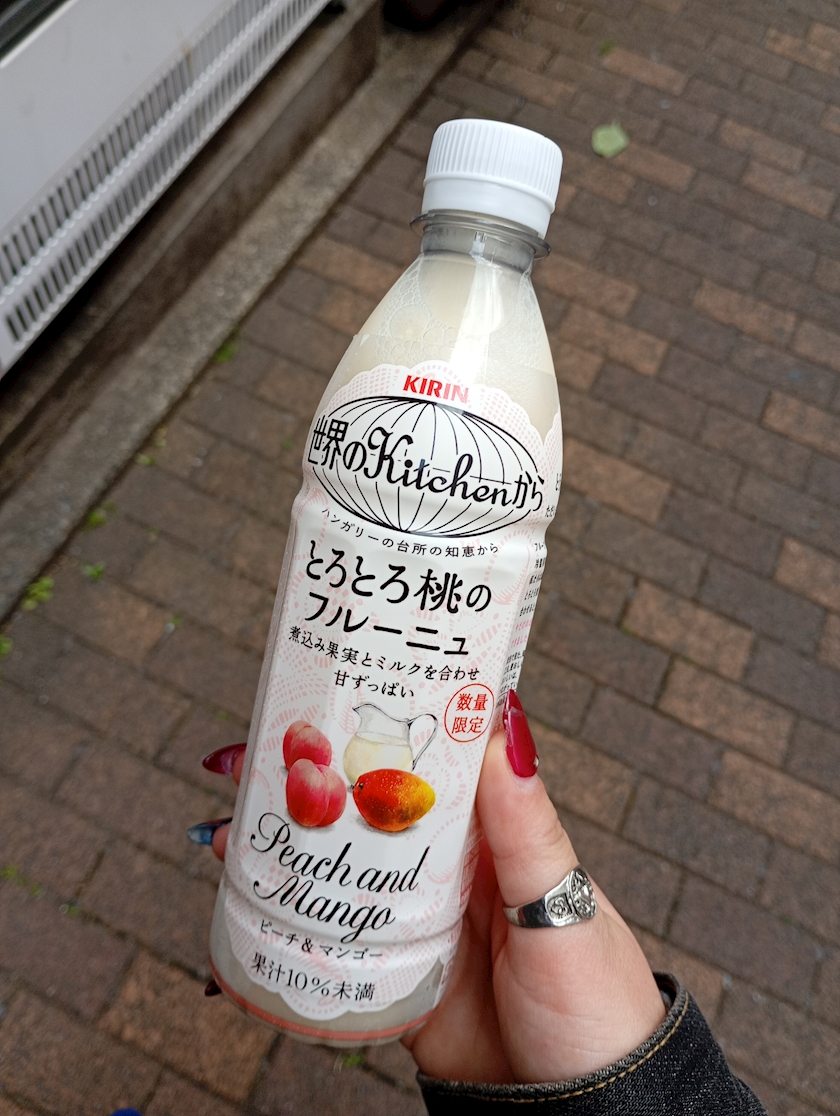 KIRIN
世界のKitchenから
ハンガリーの台所の知恵から
とろとろ桃の
フルーニュ
煮込み果実とミルクを合わせ
甘ずっぱい
数量
限定
Peach and
Mango
ピーチ & マンゴー
果汁10%未満